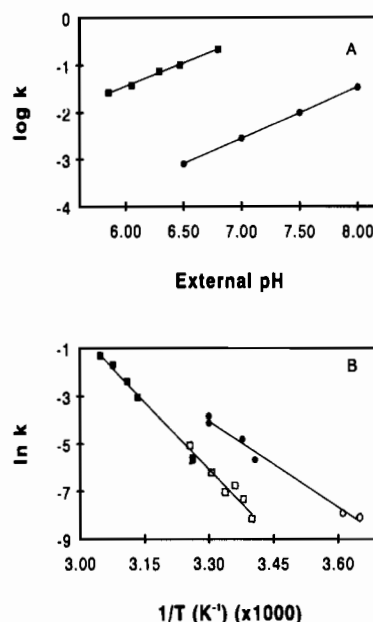 0
-1
-2
-3
-4
log k
A
6.00 6.50 7.00 7.50 8.00
External pH
-1
-3
-5
-7
-9
ln k
B
3.00 3.15 3.30 3.45 3.60
1/T (K⁻¹) (x1000)